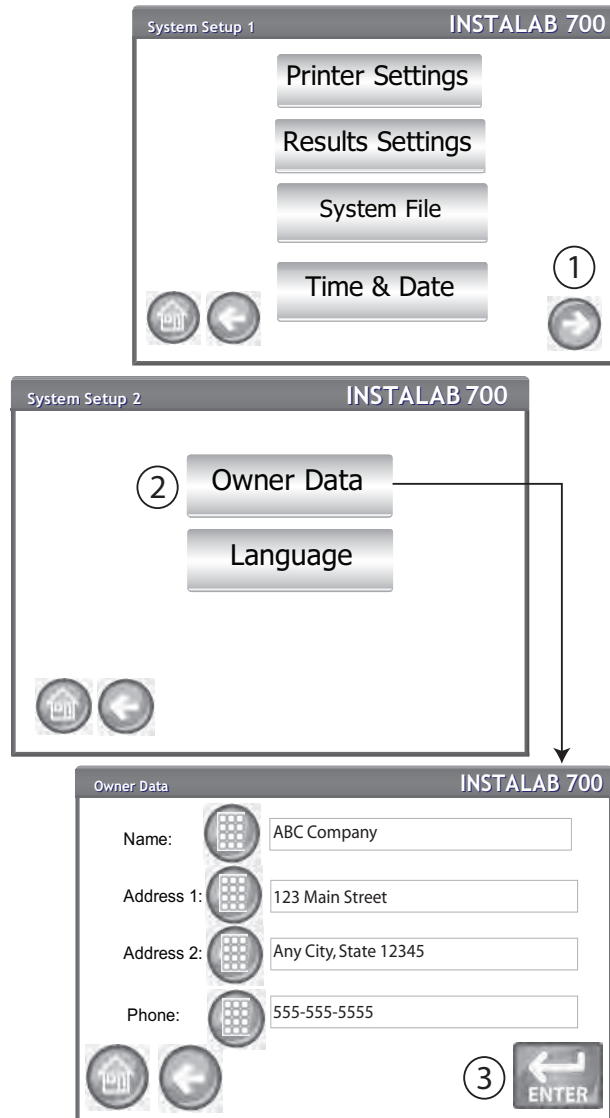 System Setup 1 INSTALAB 700
Printer Settings
Results Settings
System File
Time & Date
1
System Setup 2 INSTALAB 700
2 Owner Data
Language
Owner Data INSTALAB 700
Name: ABC Company
Address 1: 123 Main Street
Address 2: Any City, State 12345
Phone: 555-555-5555
3 ENTER